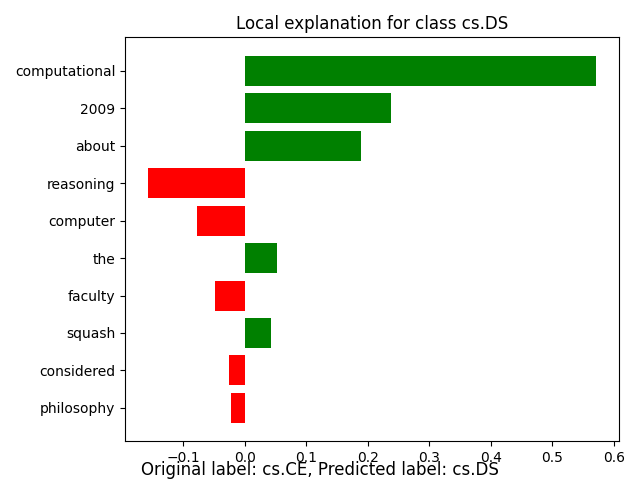 Local explanation for class cs.DS
computational
2009
about
reasoning
computer
the
faculty
squash
considered
philosophy
−0.1 0.0 0.1 0.2 0.3 0.4 0.5 0.6
Original label: cs.CE, Predicted label: cs.DS